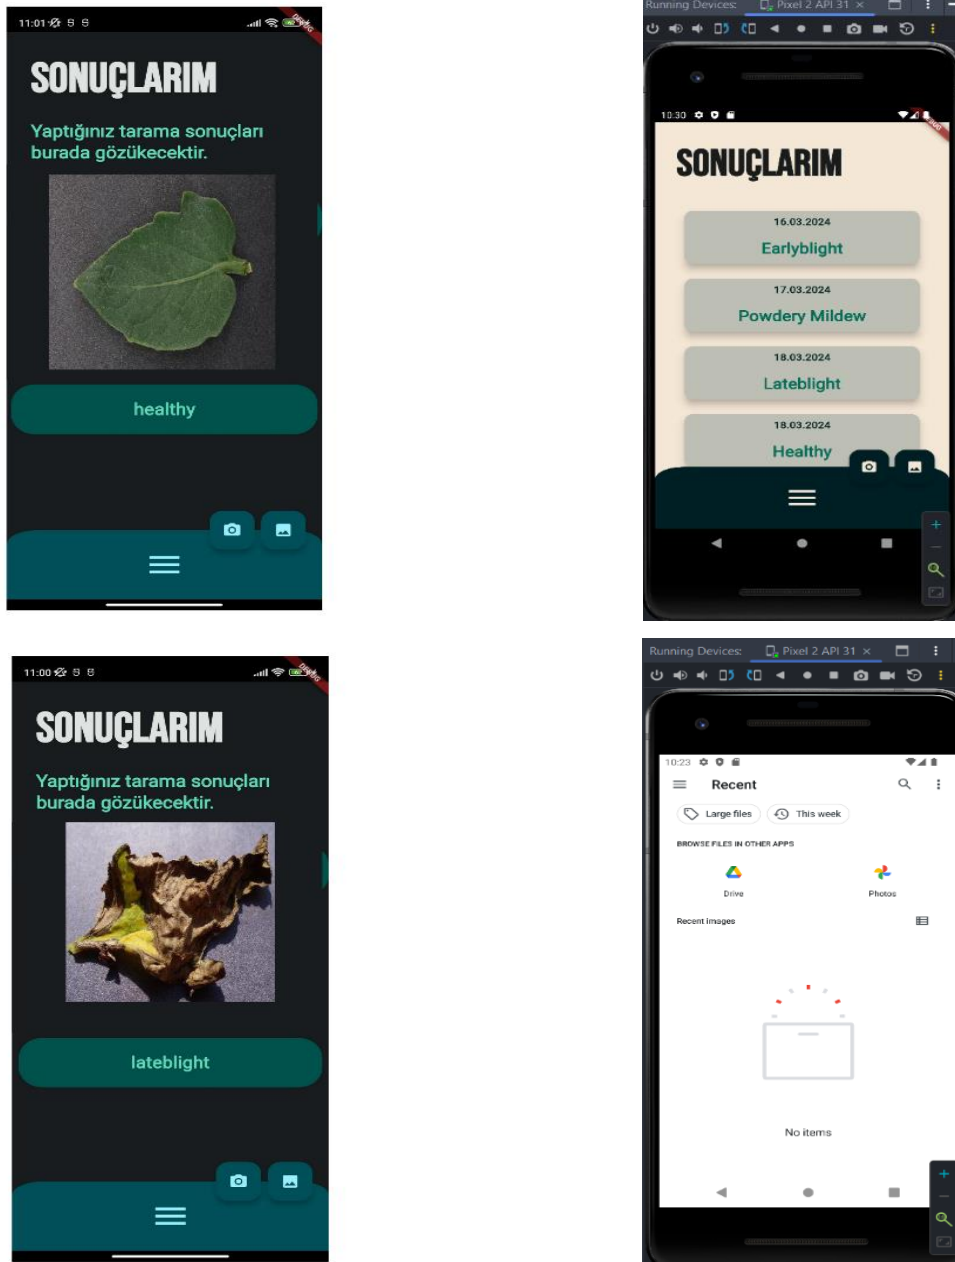 11:01
SONUÇLARIM
Yaptığınız tarama sonuçları
burada gözükecektir.
healthy
Running Devices: Pixel 2 API 31
10:30
SONUÇLARIM
16.03.2024
Earlyblight
17.03.2024
Powdery Mildew
18.03.2024
Lateblight
18.03.2024
Healthy
11:00
SONUÇLARIM
Yaptığınız tarama sonuçları
burada gözükecektir.
lateblight
Running Devices: Pixel 2 API 31
10:23
Recent
Large files This week
BROWSE FILES IN OTHER APPS
Drive Photos
Recent images
No items